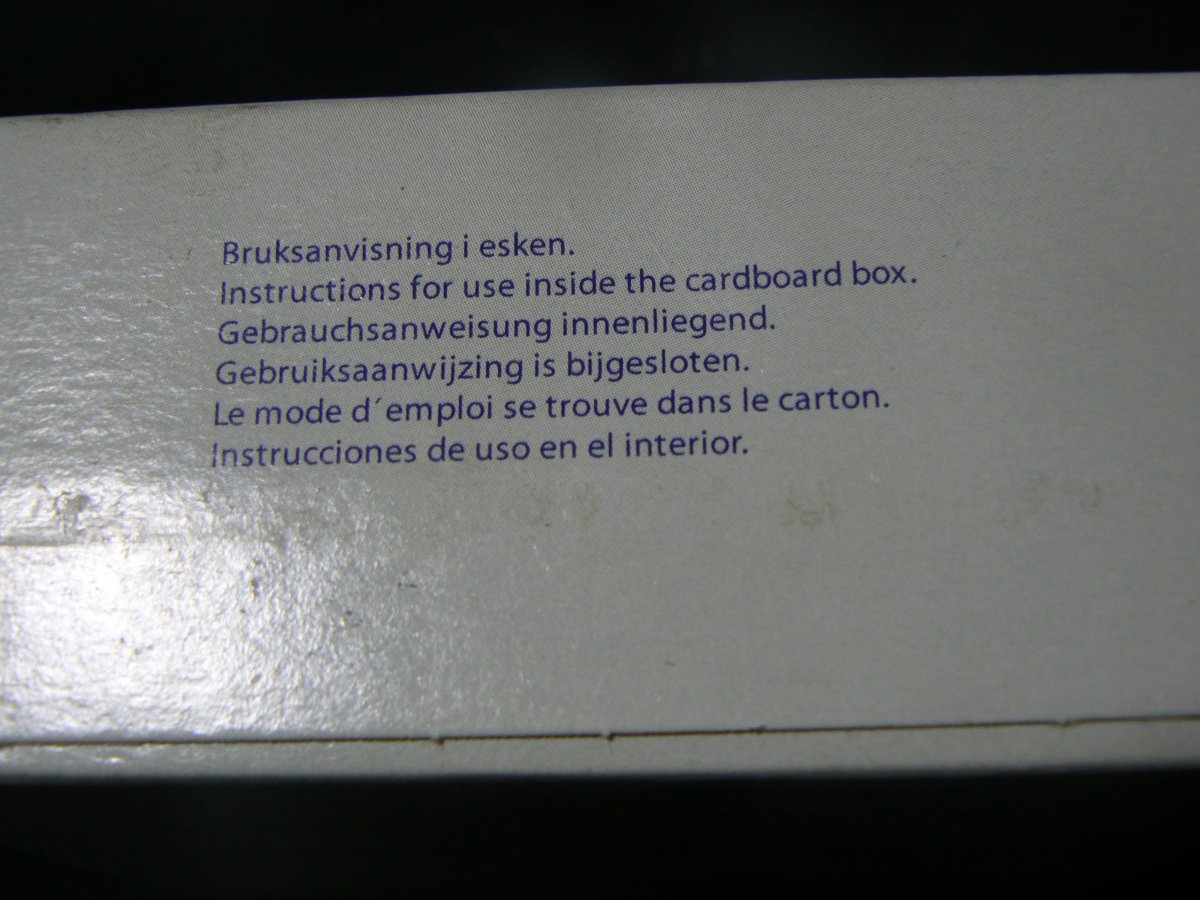 Bruksanvisning i esken.
Instructions for use inside the cardboard box.
Gebrauchsanweisung innenliegend.
Gebruiksaanwijzing is bijgesloten.
Le mode d´emploi se trouve dans le carton.
Instrucciones de uso en el interior.